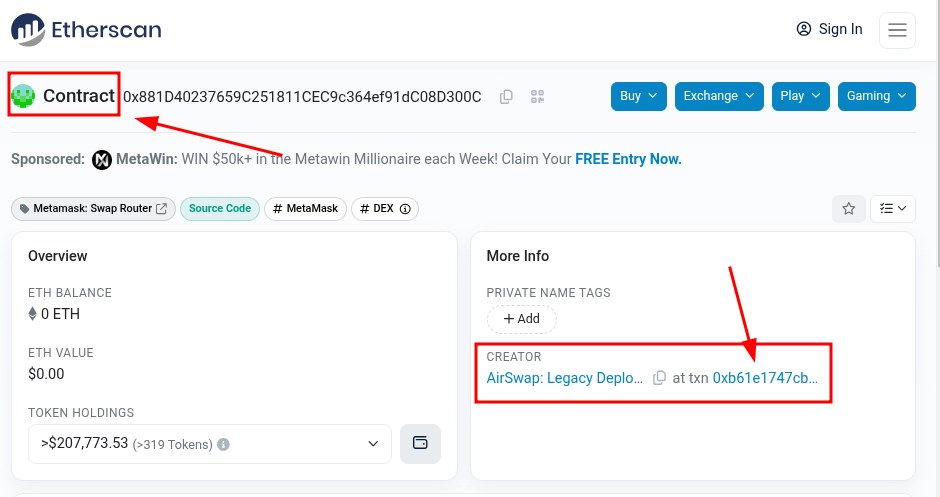 Etherscan
Sign In
Contract 0x881D40237659C251811CEC9c364ef91dC08D300C
Buy
Exchange
Play
Gaming
Sponsored: MetaWin: WIN $50k+ in the Metawin Millionaire each Week! Claim Your FREE Entry Now.
Metamask: Swap Router
Source Code
# MetaMask
# DEX
Overview
ETH BALANCE
0 ETH
ETH VALUE
$0.00
TOKEN HOLDINGS
>$207,773.53 (>319 Tokens)
More Info
PRIVATE NAME TAGS
+ Add
CREATOR
AirSwap: Legacy Deplo... at txn 0xb61e1747cb...